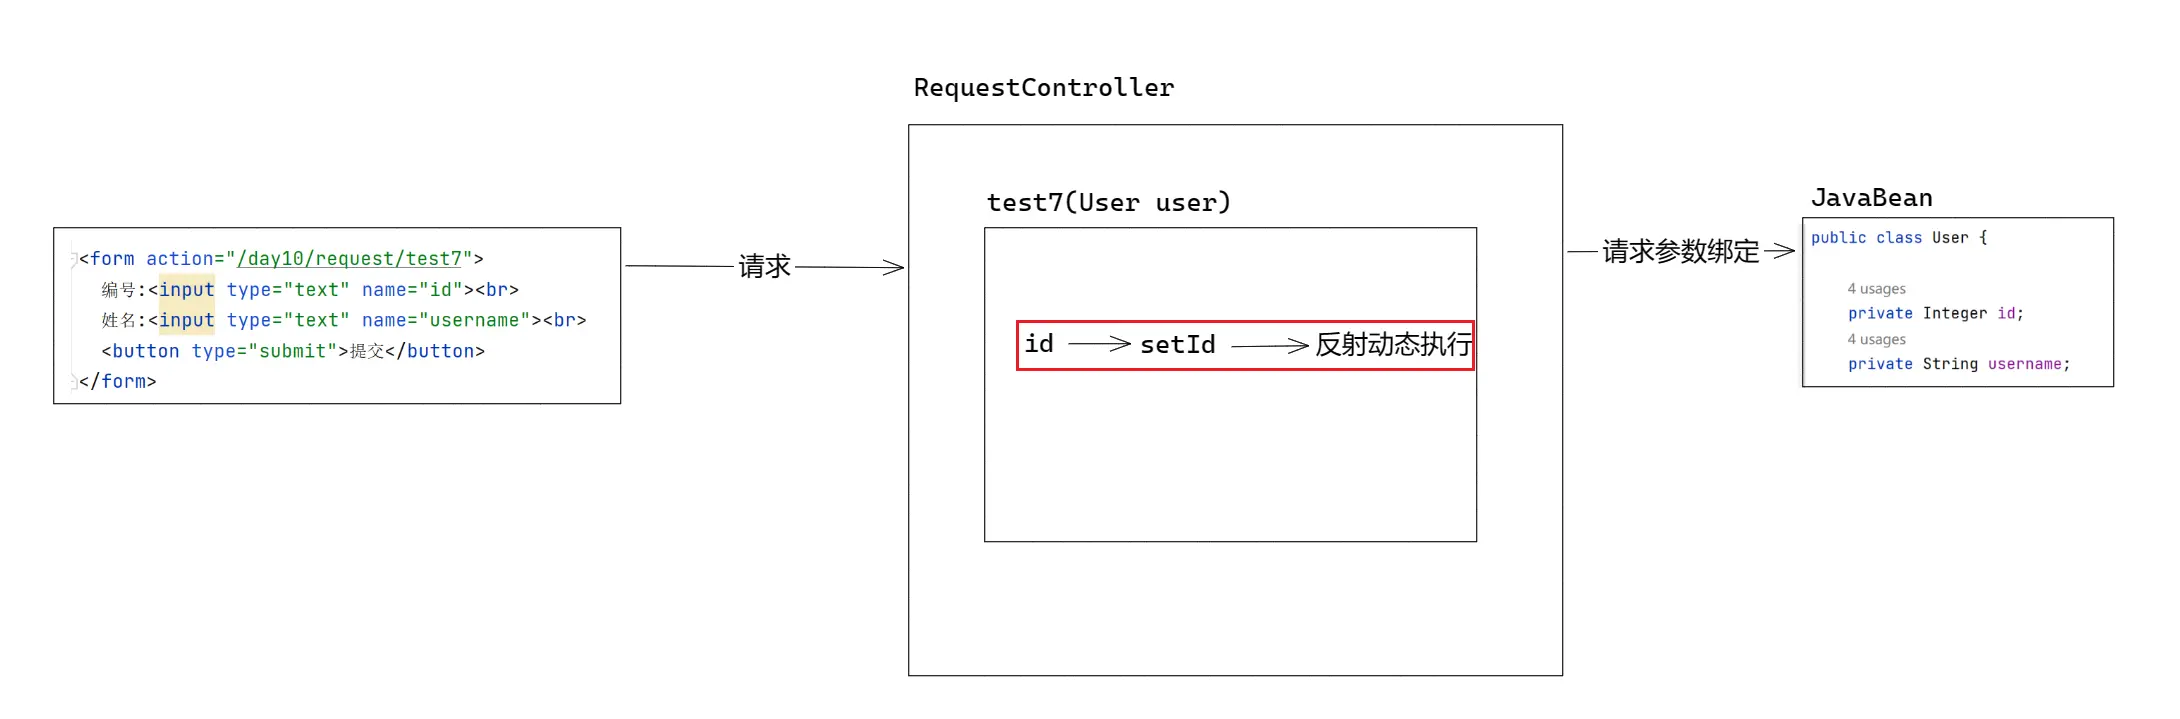 RequestController
test7(User user)
JavaBean
<form action="/day10/request/test7">
编号:<input type="text" name="id"><br>
姓名:<input type="text" name="username"><br>
<button type="submit">提交</button>
</form>
请求
id
setId
反射动态执行
请求参数绑定
public class User {
4 usages
private Integer id;
4 usages
private String username;